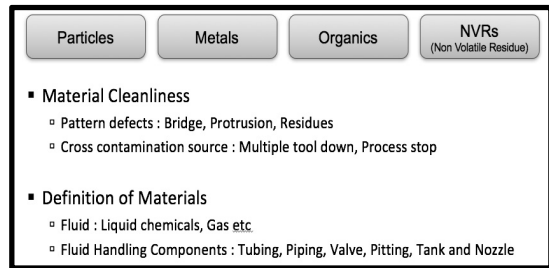 Particles Metals Organics NVRs
(Non Volatile Residue)
▪ Material Cleanliness
▫ Pattern defects : Bridge, Protrusion, Residues
▫ Cross contamination source : Multiple tool down, Process stop
▪ Definition of Materials
▫ Fluid : Liquid chemicals, Gas etc
▫ Fluid Handling Components : Tubing, Piping, Valve, Pitting, Tank and Nozzle